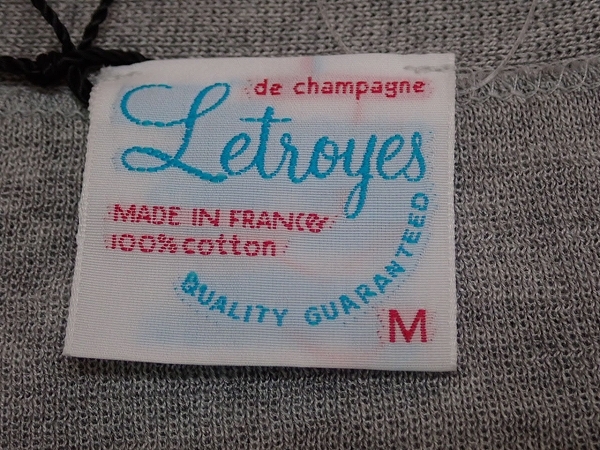 de champagne
Letroyes
MADE IN FRANCE
100% cotton
QUALITY GUARANTEED
M